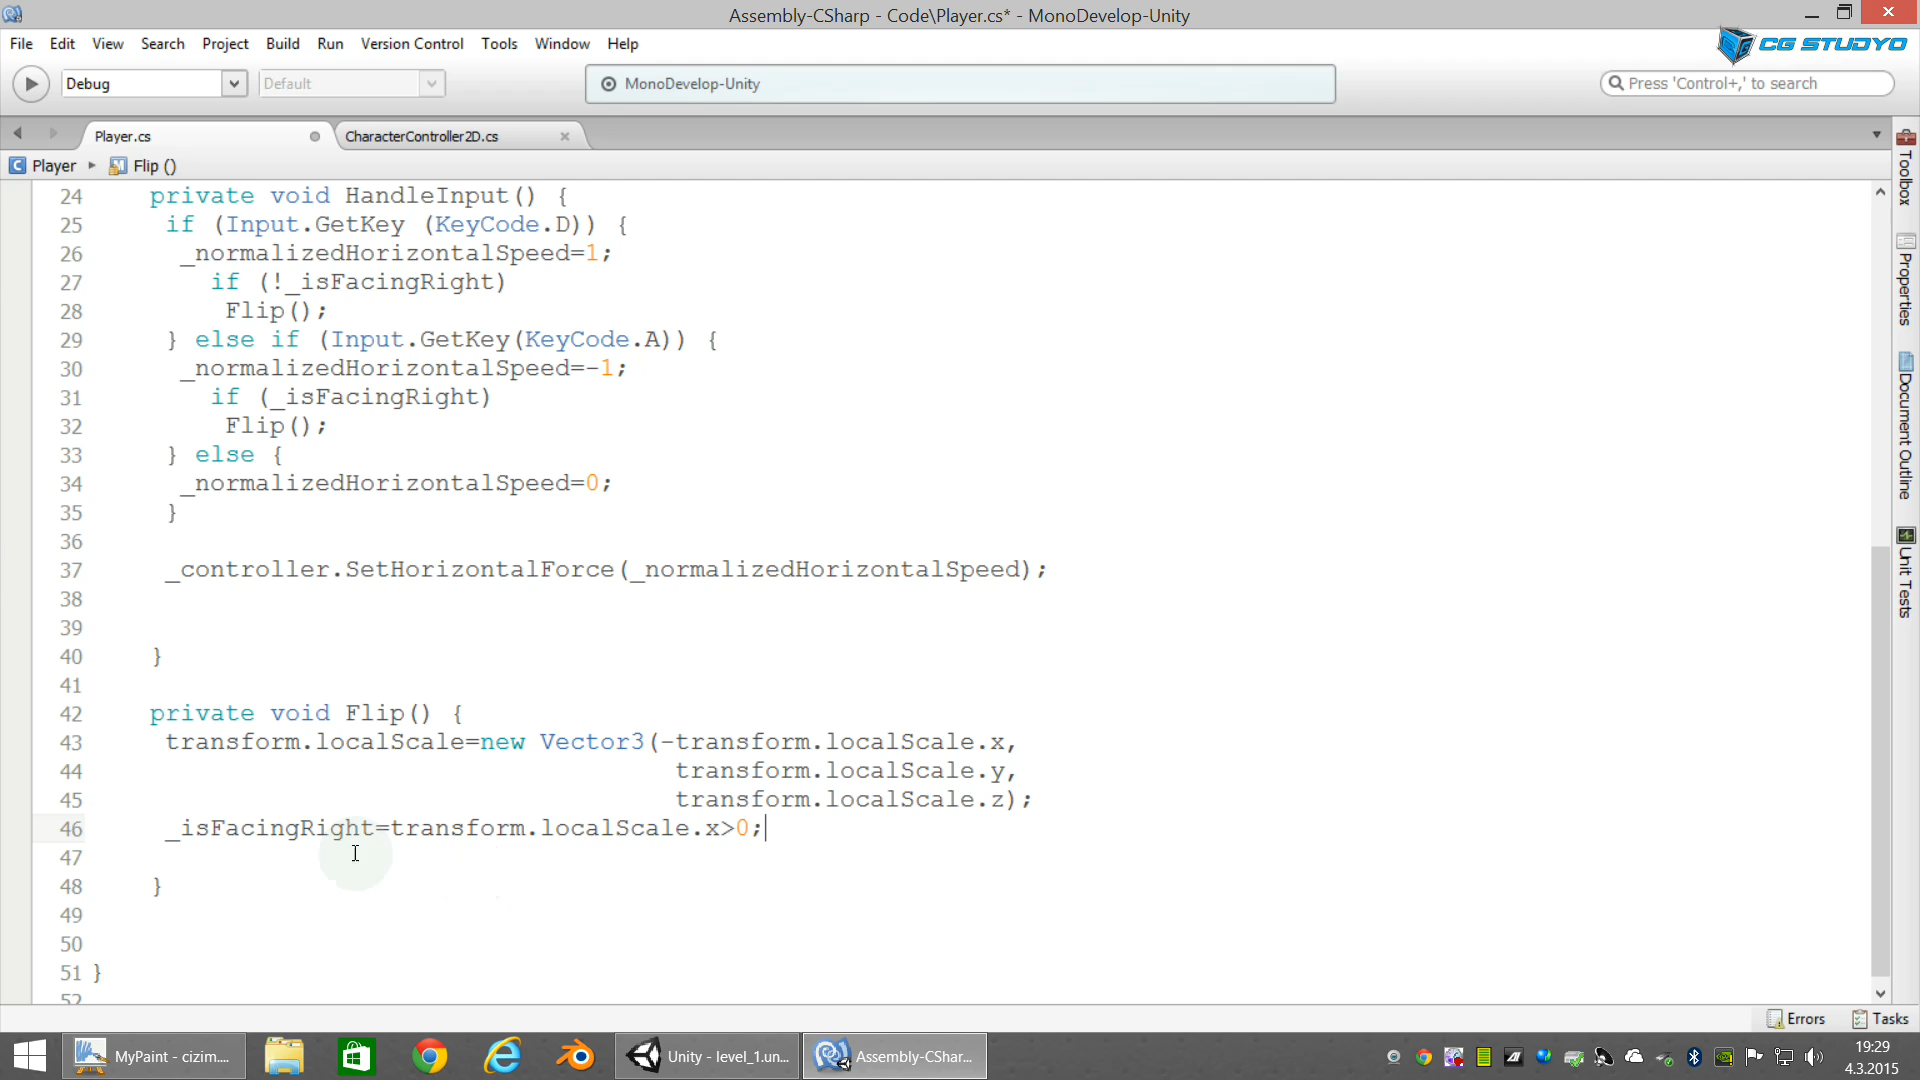 Assembly-CSharp - Code\Player.cs* - MonoDevelop-Unity
File Edit View Search Project Build Run Version Control Tools Window Help
CG STUDYO
Debug Default MonoDevelop-Unity Press 'Control+,' to search
Player.cs CharacterController2D.cs
Player Flip ()
24 private void HandleInput() {
25 if (Input.GetKey (KeyCode.D)) {
26 _normalizedHorizontalSpeed=1;
27 if (!_isFacingRight)
28 Flip();
29 } else if (Input.GetKey(KeyCode.A)) {
30 _normalizedHorizontalSpeed=-1;
31 if (_isFacingRight)
32 Flip();
33 } else {
34 _normalizedHorizontalSpeed=0;
35 }
36
37 _controller.SetHorizontalForce(_normalizedHorizontalSpeed);
38
39
40 }
41
42 private void Flip() {
43 transform.localScale=new Vector3(-transform.localScale.x,
44 transform.localScale.y,
45 transform.localScale.z);
46 _isFacingRight=transform.localScale.x>0;
47
48 }
49
50
51 }
52
Toolbox
Properties
Document Outline
Unit Tests
Errors Tasks
MyPaint - cizim.... Unity - level_1.un... Assembly-CShar...
19:29
4.3.2015